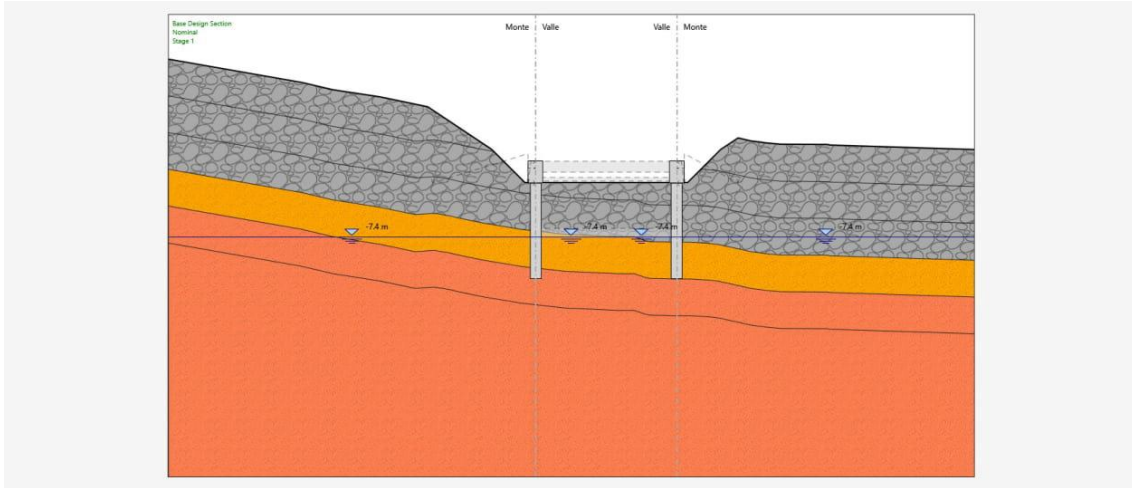 Base Design Section
Nominal
Stage 1
Monte
Valle
Valle
Monte
-7.4 m
-7.4 m
-7.4 m
-7.4 m